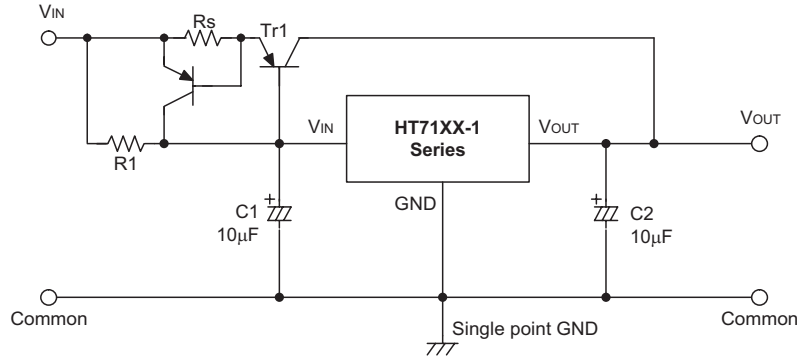 VIN
Rs
Tr1
R1
VIN
HT71XX-1
Series
VOUT
VOUT
GND
C1
10μF
C2
10μF
Common
Single point GND
Common
+
+